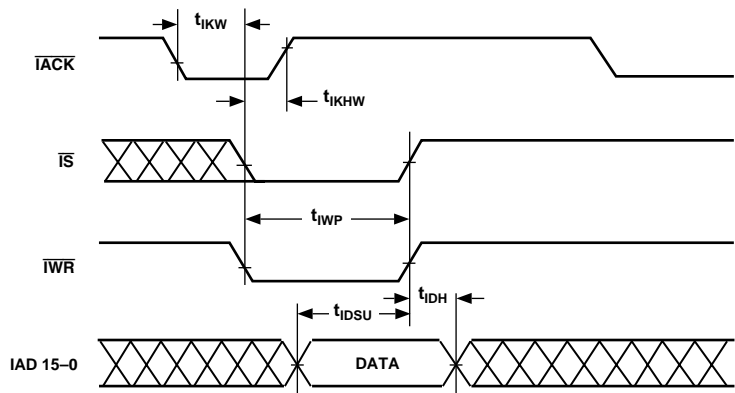 tIKW
IACK
tIKHW
IS
tIWP
IWR
tIDH
tIDSU
IAD 15–0
DATA